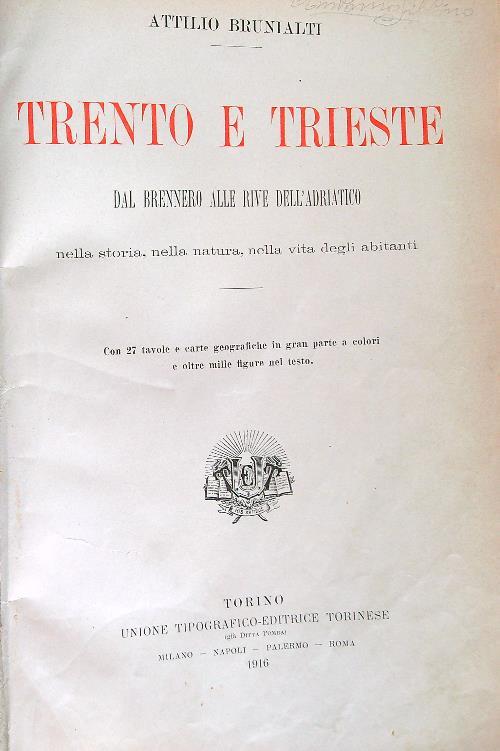 ATTILIO BRUNIALTI
TRENTO E TRIESTE
DAL BRENNERO ALLE RIVE DELL'ADRIATICO
nella storia, nella natura, nella vita degli abitanti
Con 27 tavole e carte geografiche in gran parte a colori
e oltre mille figure nel testo.
UTET
TORINO
UNIONE TIPOGRAFICO-EDITRICE TORINESE
(già DITTA POMBA)
MILANO — NAPOLI — PALERMO — ROMA
1916